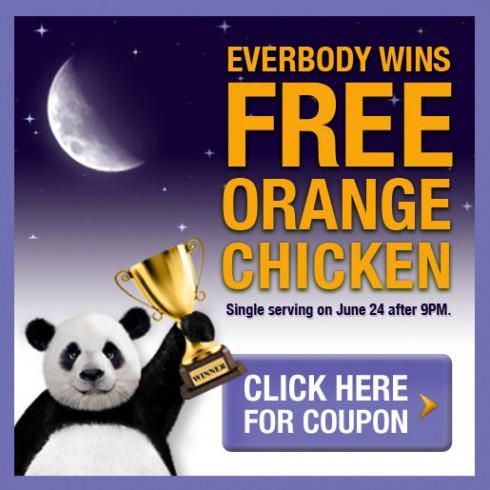 EVERBODY WINS
FREE
ORANGE
CHICKEN
Single serving on June 24 after 9PM.
WINNER
CLICK HERE
FOR COUPON